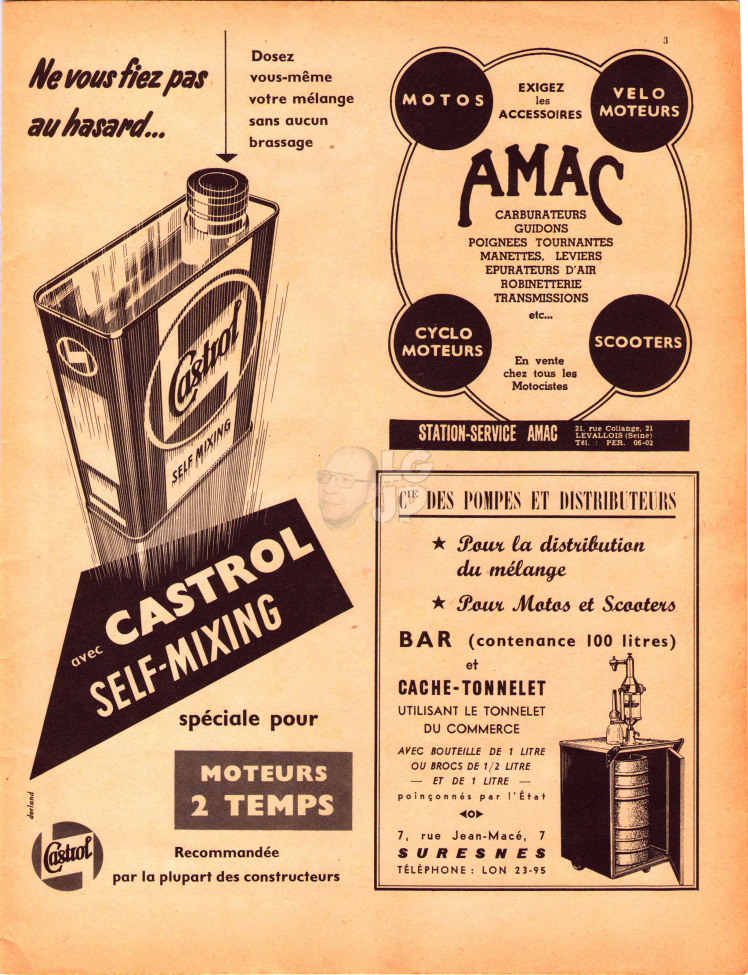 3
Ne vous fiez pas
au hasard...
Dosez
vous-même
votre mélange
sans aucun
brassage
Castrol
SELF MIXING
avec CASTROL
SELF-MIXING
spéciale pour
MOTEURS
2 TEMPS
dorland
Castrol
Recommandée
par la plupart des constructeurs
MOTOS
EXIGEZ
les
ACCESSOIRES
VELO
MOTEURS
AMAC
CARBURATEURS
GUIDONS
POIGNEES TOURNANTES
MANETTES, LEVIERS
EPURATEURS D'AIR
ROBINETTERIE
TRANSMISSIONS
etc...
CYCLO
MOTEURS
SCOOTERS
En vente
chez tous les
Motocistes
STATION-SERVICE AMAC
21, rue Collange, 21
LEVALLOIS (Seine)
Tél. : PER. 06-02
IG
JP
CIE DES POMPES ET DISTRIBUTEURS
★ Pour la distribution
du mélange
★ Pour Motos et Scooters
BAR (contenance 100 litres)
et
CACHE-TONNELET
UTILISANT LE TONNELET
DU COMMERCE
AVEC BOUTEILLE DE 1 LITRE
OU BROCS DE 1/2 LITRE
— ET DE 1 LITRE —
poinçonnés par l'État
7, rue Jean-Macé, 7
SURESNES
TÉLÉPHONE : LON 23-95